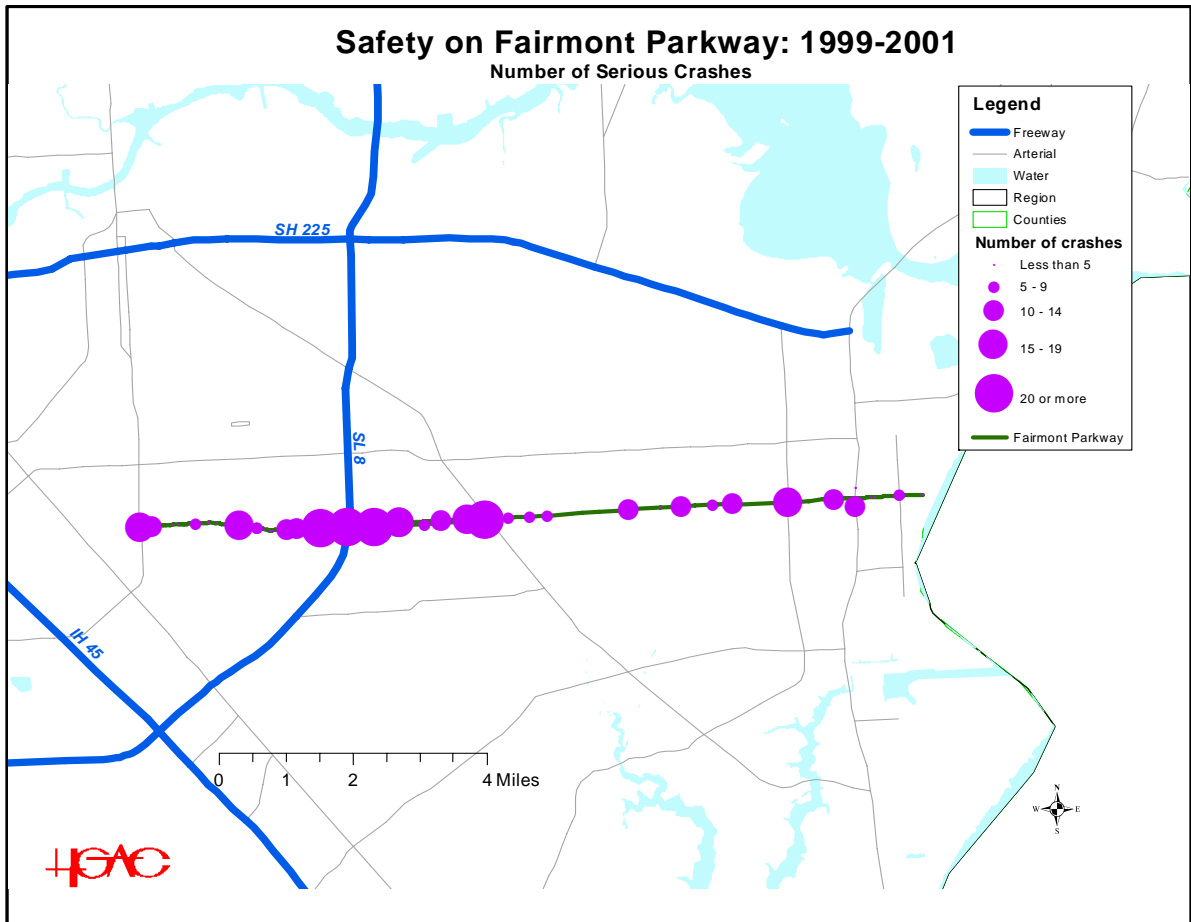 Safety on Fairmont Parkway: 1999-2001
Number of Serious Crashes
Legend
Freeway
Arterial
Water
Region
Counties
Number of crashes
Less than 5
5 - 9
10 - 14
15 - 19
20 or more
Fairmont Parkway
SH 225
SL 8
IH 45
0 1 2 4 Miles
N
W E
S
HGAC